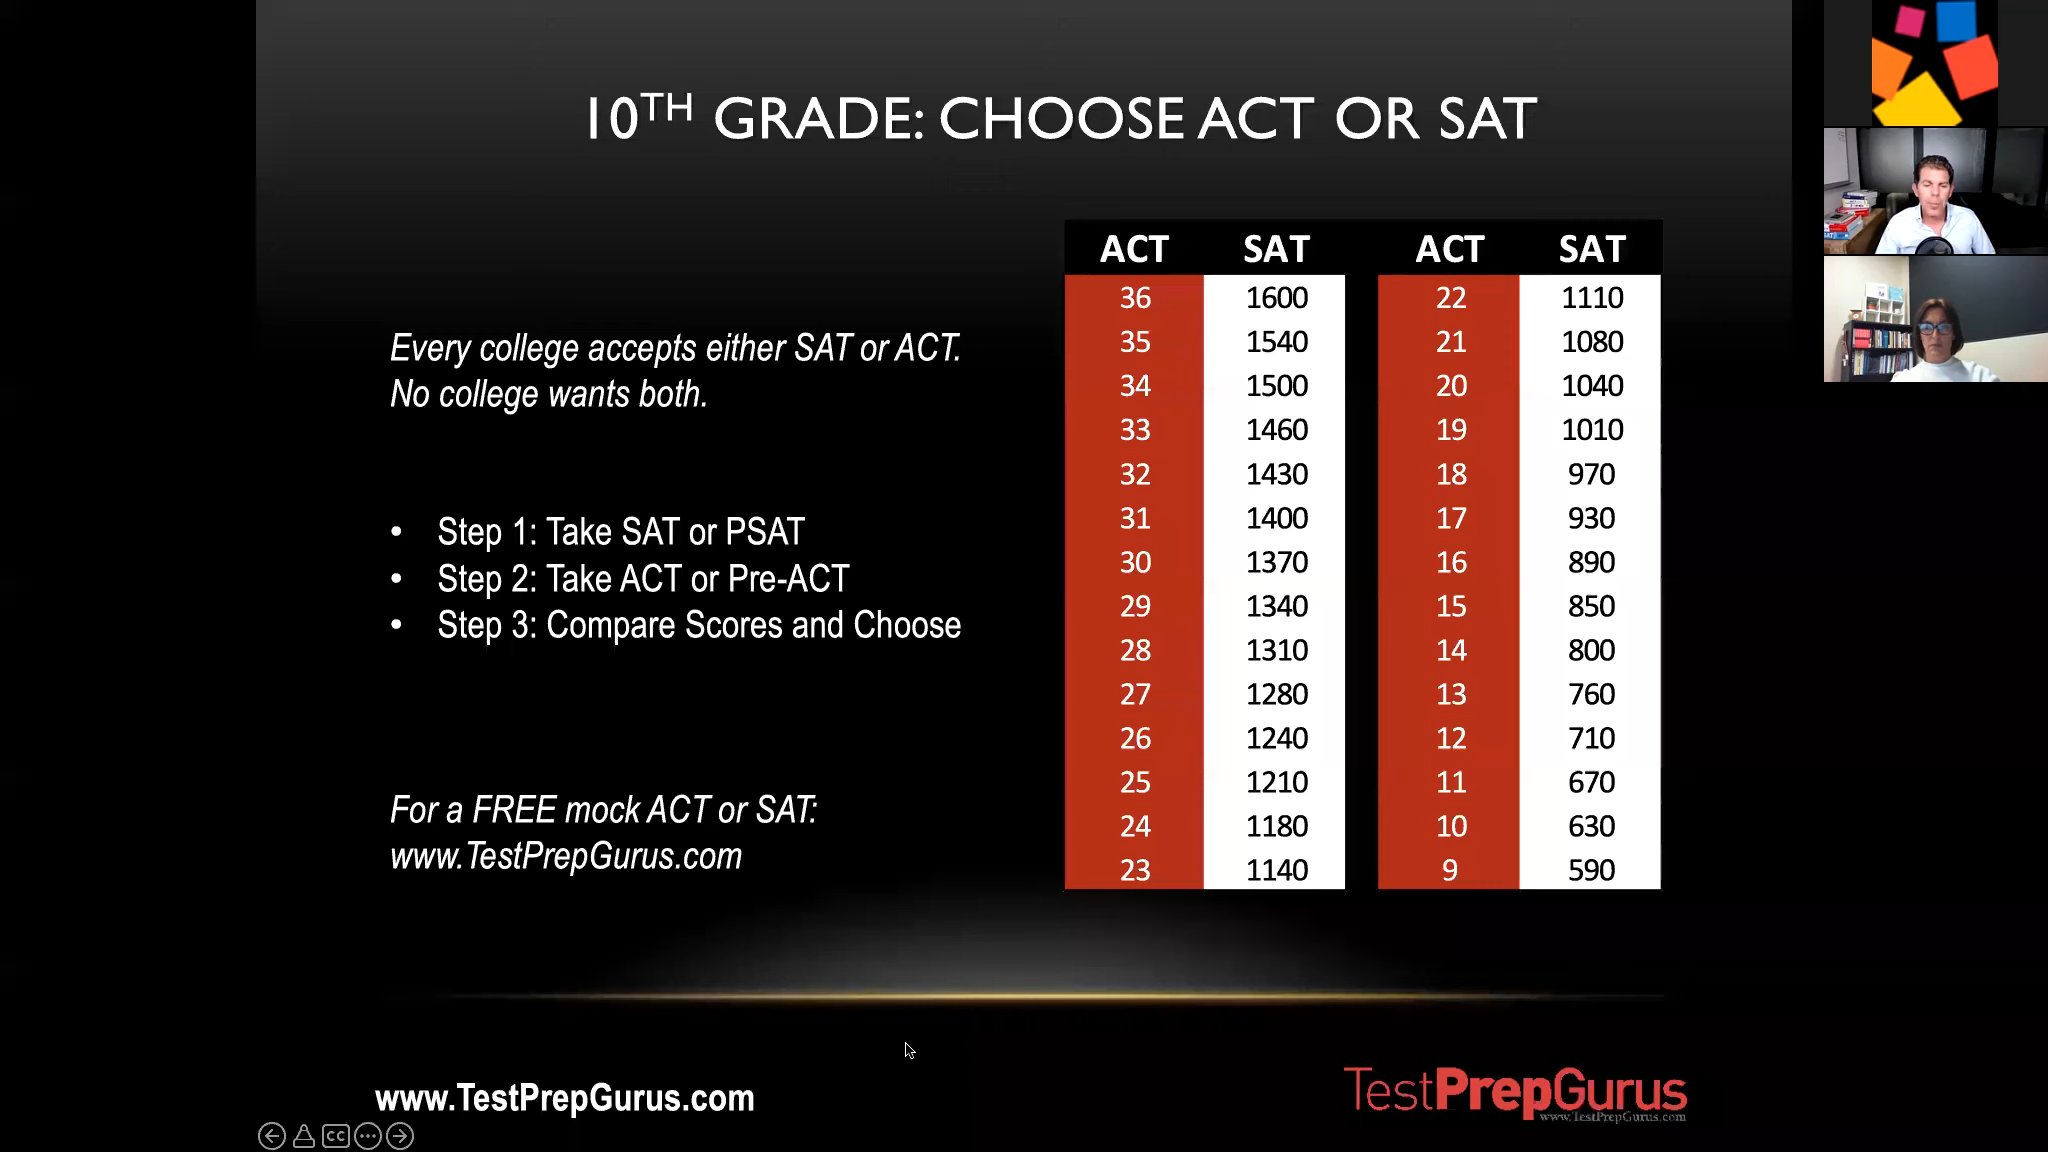 10TH GRADE: CHOOSE ACT OR SAT
Every college accepts either SAT or ACT.
No college wants both.
• Step 1: Take SAT or PSAT
• Step 2: Take ACT or Pre-ACT
• Step 3: Compare Scores and Choose
For a FREE mock ACT or SAT:
www.TestPrepGurus.com
ACT SAT ACT SAT
36 1600 22 1110
35 1540 21 1080
34 1500 20 1040
33 1460 19 1010
32 1430 18 970
31 1400 17 930
30 1370 16 890
29 1340 15 850
28 1310 14 800
27 1280 13 760
26 1240 12 710
25 1210 11 670
24 1180 10 630
23 1140 9 590
www.TestPrepGurus.com
TestPrepGurus
www.TestPrepGurus.com
CC